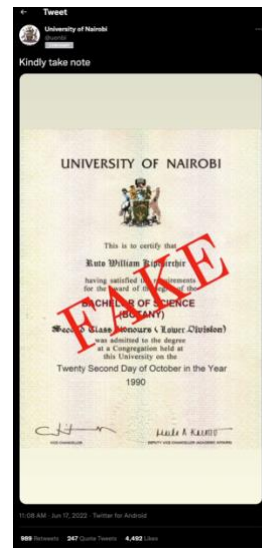 Tweet
University of Nairobi
@uonbi
Kindly take note
UNIVERSITY OF NAIROBI
This is to certify that
Ruto William Kipchirchir
having satisfied the requirements
for the award of the degree of the
BACHELOR OF SCIENCE
(BOTANY)
Second Class Honours (Lower Division)
was admitted to the degree
at a Congregation held at
this University on the
Twenty Second Day of October in the Year
1990
FAKE
VICE-CHANCELLOR
DEPUTY VICE-CHANCELLOR (ACADEMIC AFFAIRS)
11:08 AM · Jun 17, 2022 · Twitter for Android
989 Retweets 247 Quote Tweets 4,492 Likes